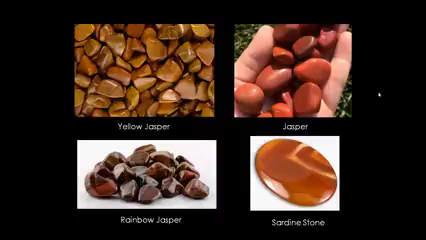 Yellow Jasper
Jasper
Rainbow Jasper
Sardine Stone